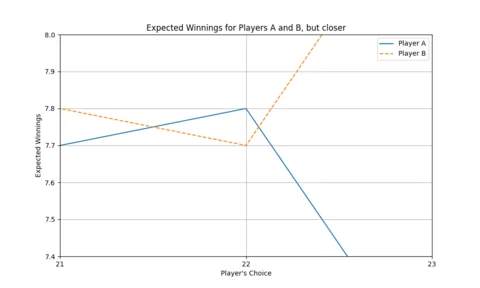 Expected Winnings for Players A and B, but closer
8.0
7.9
7.8
7.7
7.6
7.5
7.4
Expected Winnings
Player A
Player B
21
22
23
Player's Choice